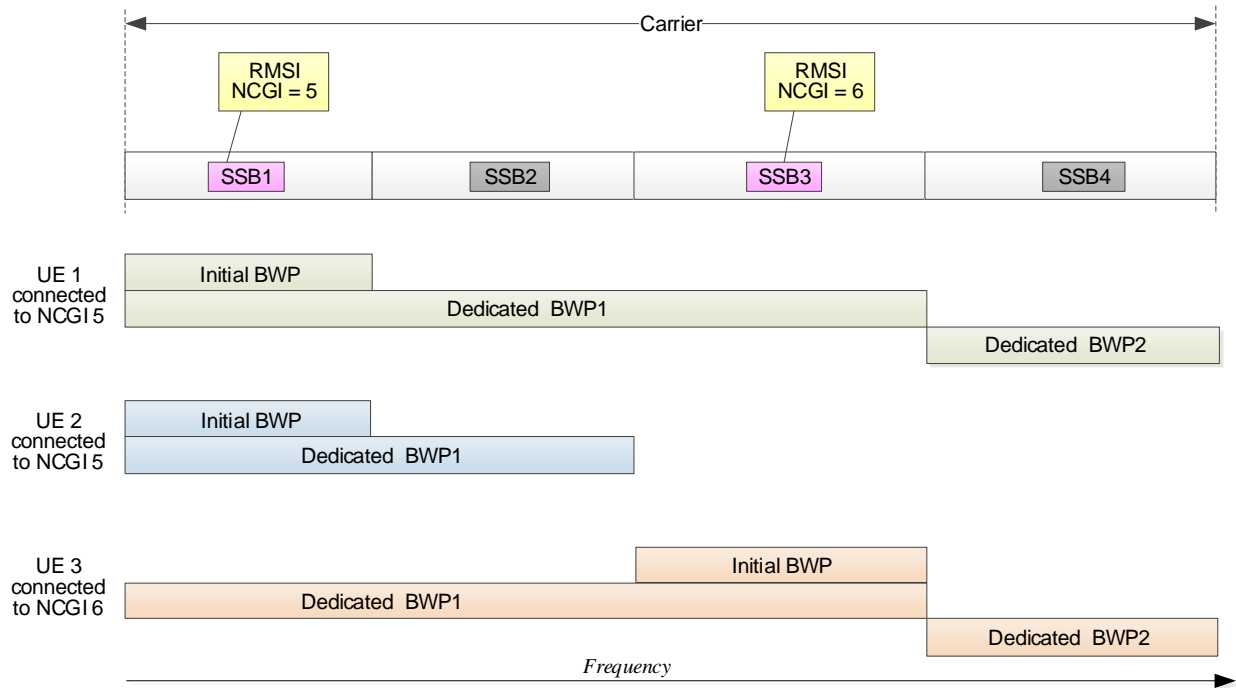 Carrier
RMSI
NCGI = 5
RMSI
NCGI = 6
SSB1
SSB2
SSB3
SSB4
UE 1
connected
to NCGI 5
Initial BWP
Dedicated BWP1
Dedicated BWP2
UE 2
connected
to NCGI 5
Initial BWP
Dedicated BWP1
UE 3
connected
to NCGI 6
Initial BWP
Dedicated BWP1
Dedicated BWP2
Frequency